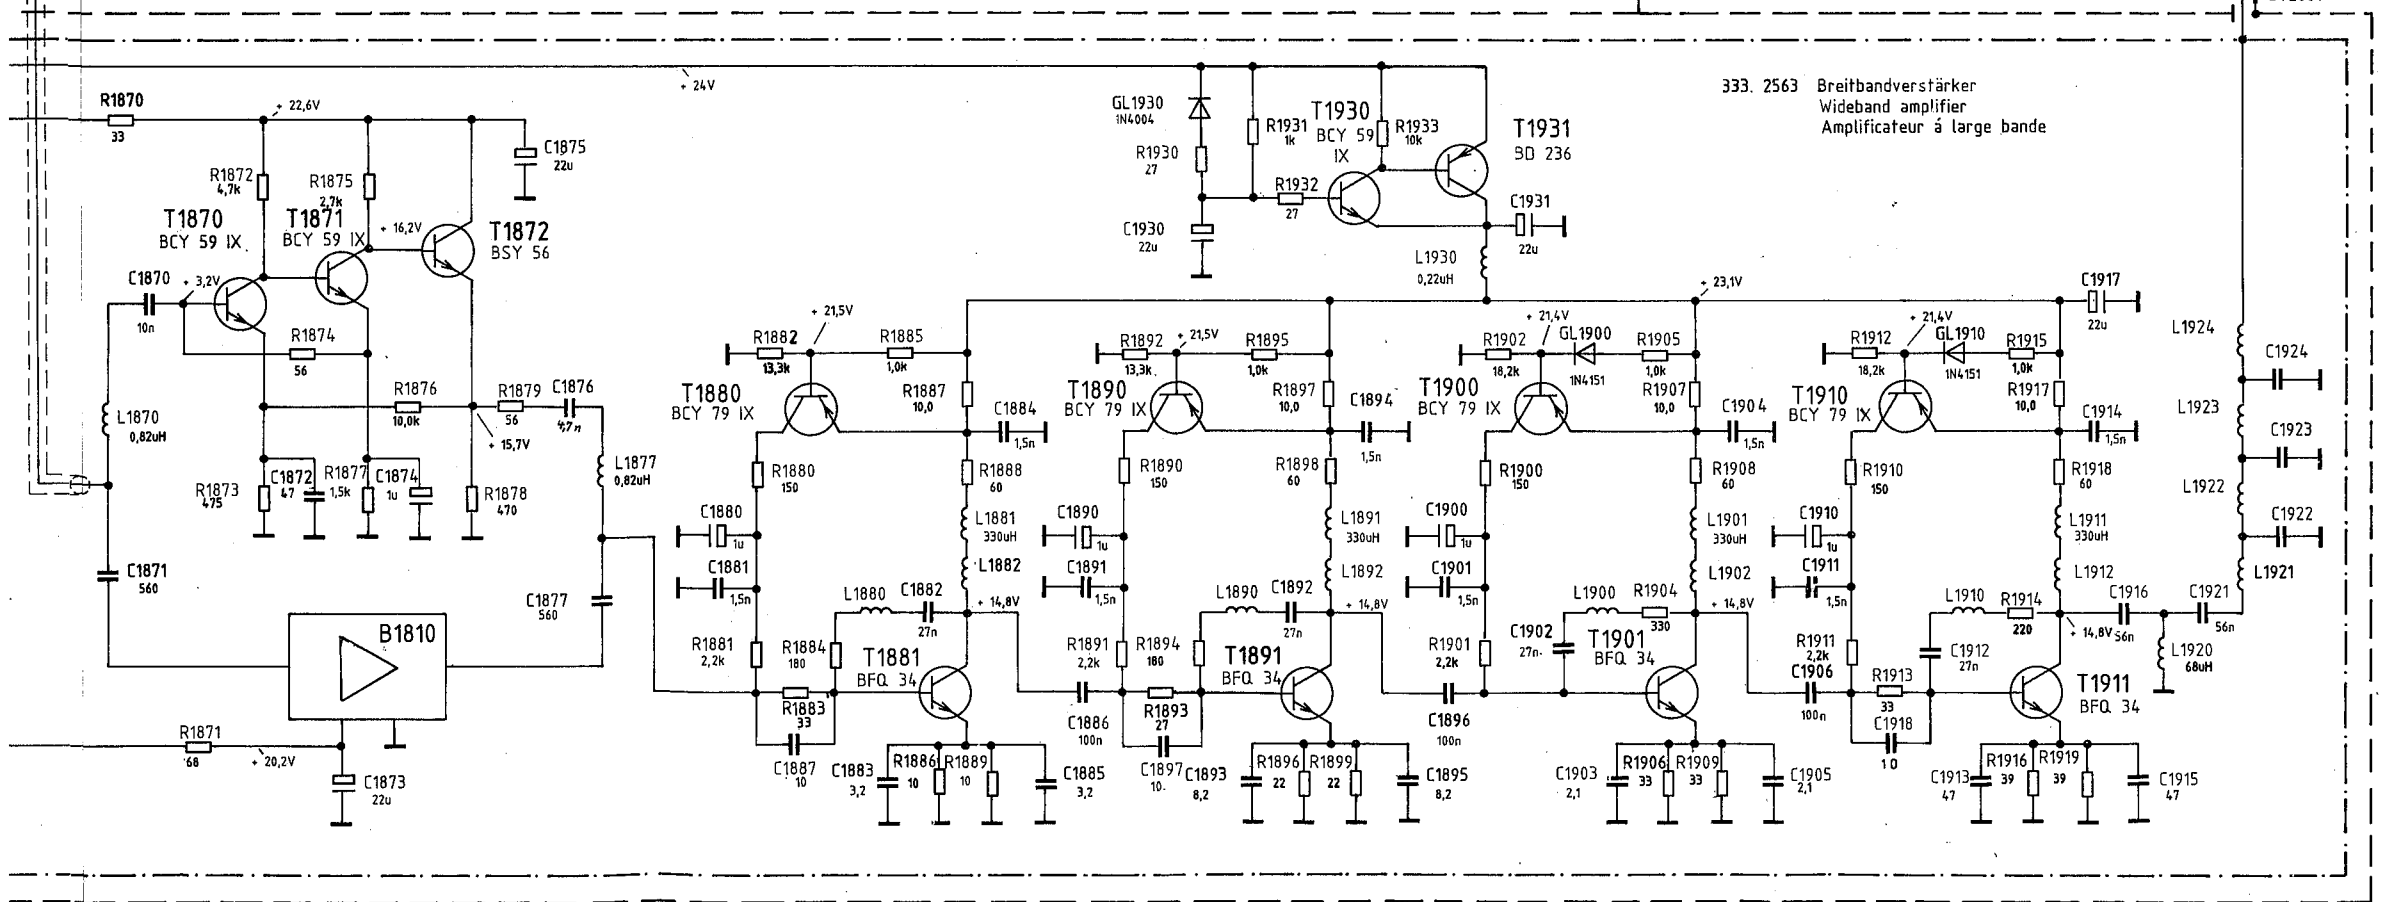 + 24V
333. 2563 Breitbandverstärker
Wideband amplifier
Amplificateur á large bande
R1870
33
+ 22,6V
C1875
22u
R1872
4,7k
R1875
2,7k
T1870
BCY 59 IX
T1871
BCY 59 IX
+ 16,2V
T1872
BSY 56
C1870
10n
+ 3,2V
R1874
56
R1876
10,0k
R1879
56
C1876
4,7n
+ 15,7V
L1870
0,82uH
L1877
0,82uH
R1873
475
C1872
47
R1877
1,5k
C1874
1u
R1878
470
C1871
560
C1877
560
B1810
R1871
68
+ 20,2V
C1873
22u
GL1930
1N4004
R1930
27
R1931
1k
T1930
BCY 59
IX
R1933
10k
T1931
BD 236
R1932
27
C1930
22u
C1931
22u
L1930
0,22uH
+ 23,1V
C1917
22u
R1882
13,3k
+ 21,5V
R1885
1,0k
T1880
BCY 79 IX
R1887
10,0
C1884
1,5n
R1880
150
R1888
60
C1880
1u
L1881
330uH
C1881
1,5n
L1882
L1880
C1882
27n
+ 14,8V
R1881
2,2k
R1884
180
T1881
BFQ 34
R1883
33
C1887
10
C1883
3,2
R1886
10
R1889
10
C1885
3,2
R1892
13,3k
+ 21,5V
R1895
1,0k
T1890
BCY 79 IX
R1897
10,0
C1894
1,5n
R1890
150
R1898
60
C1890
1u
L1891
330uH
C1891
1,5n
L1892
L1890
C1892
27n
+ 14,8V
R1891
2,2k
R1894
180
T1891
BFQ 34
C1886
100n
R1893
27
C1897
10
C1893
8,2
R1896
22
R1899
22
C1895
8,2
R1902
18,2k
+ 21,4V
GL1900
1N4151
R1905
1,0k
T1900
BCY 79 IX
R1907
10,0
C1904
1,5n
R1900
150
R1908
60
C1900
1u
L1901
330uH
C1901
1,5n
L1902
L1900
R1904
330
+ 14,8V
R1901
2,2k
C1902
27n
T1901
BFQ 34
C1896
100n
C1903
2,1
R1906
33
R1909
33
C1905
2,1
R1912
18,2k
+ 21,4V
GL1910
1N4151
R1915
1,0k
T1910
BCY 79 IX
R1917
10,0
C1914
1,5n
R1910
150
R1918
60
C1910
1u
L1911
330uH
C1911
1,5n
L1912
L1910
R1914
220
+ 14,8V
C1916
56n
C1921
56n
R1911
2,2k
C1912
27n
L1920
68uH
C1906
100n
R1913
33
T1911
BFQ 34
C1918
10
C1913
47
R1916
39
R1919
39
C1915
47
L1924
C1924
L1923
C1923
L1922
C1922
L1921